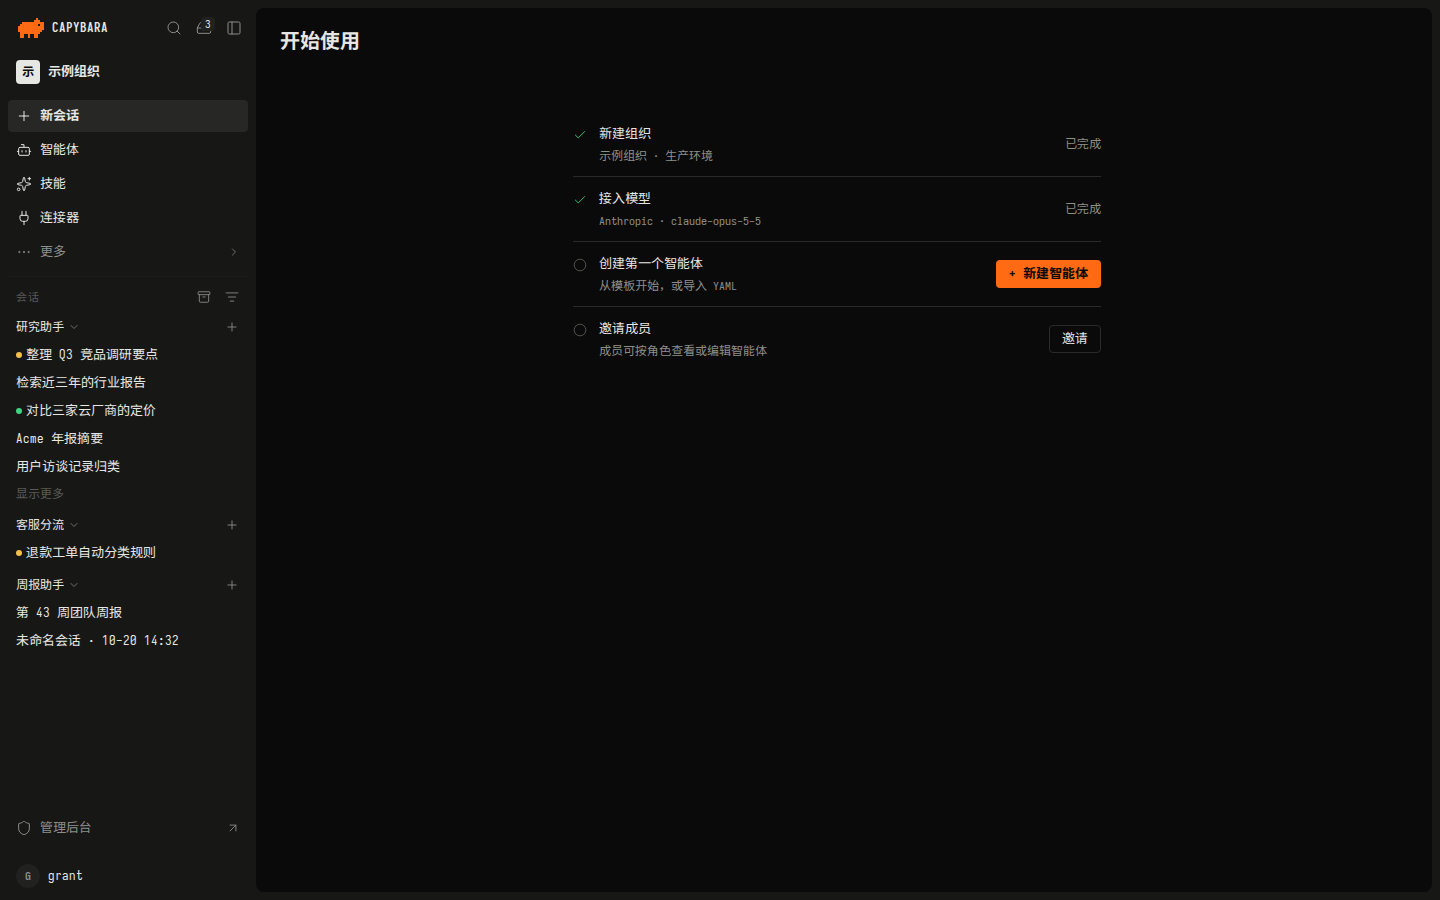 CAPYBARA
3
示 示例组织
新会话
智能体
技能
连接器
更多
会话
研究助手
整理 Q3 竞品调研要点
检索近三年的行业报告
对比三家云厂商的定价
Acme 年报摘要
用户访谈记录归类
显示更多
客服分流
退款工单自动分类规则
周报助手
第 43 周团队周报
未命名会话 · 10-20 14:32
管理后台
G grant
开始使用
新建组织
示例组织 · 生产环境
已完成
接入模型
Anthropic · claude-opus-5-5
已完成
创建第一个智能体
从模板开始，或导入 YAML
+ 新建智能体
邀请成员
成员可按角色查看或编辑智能体
邀请